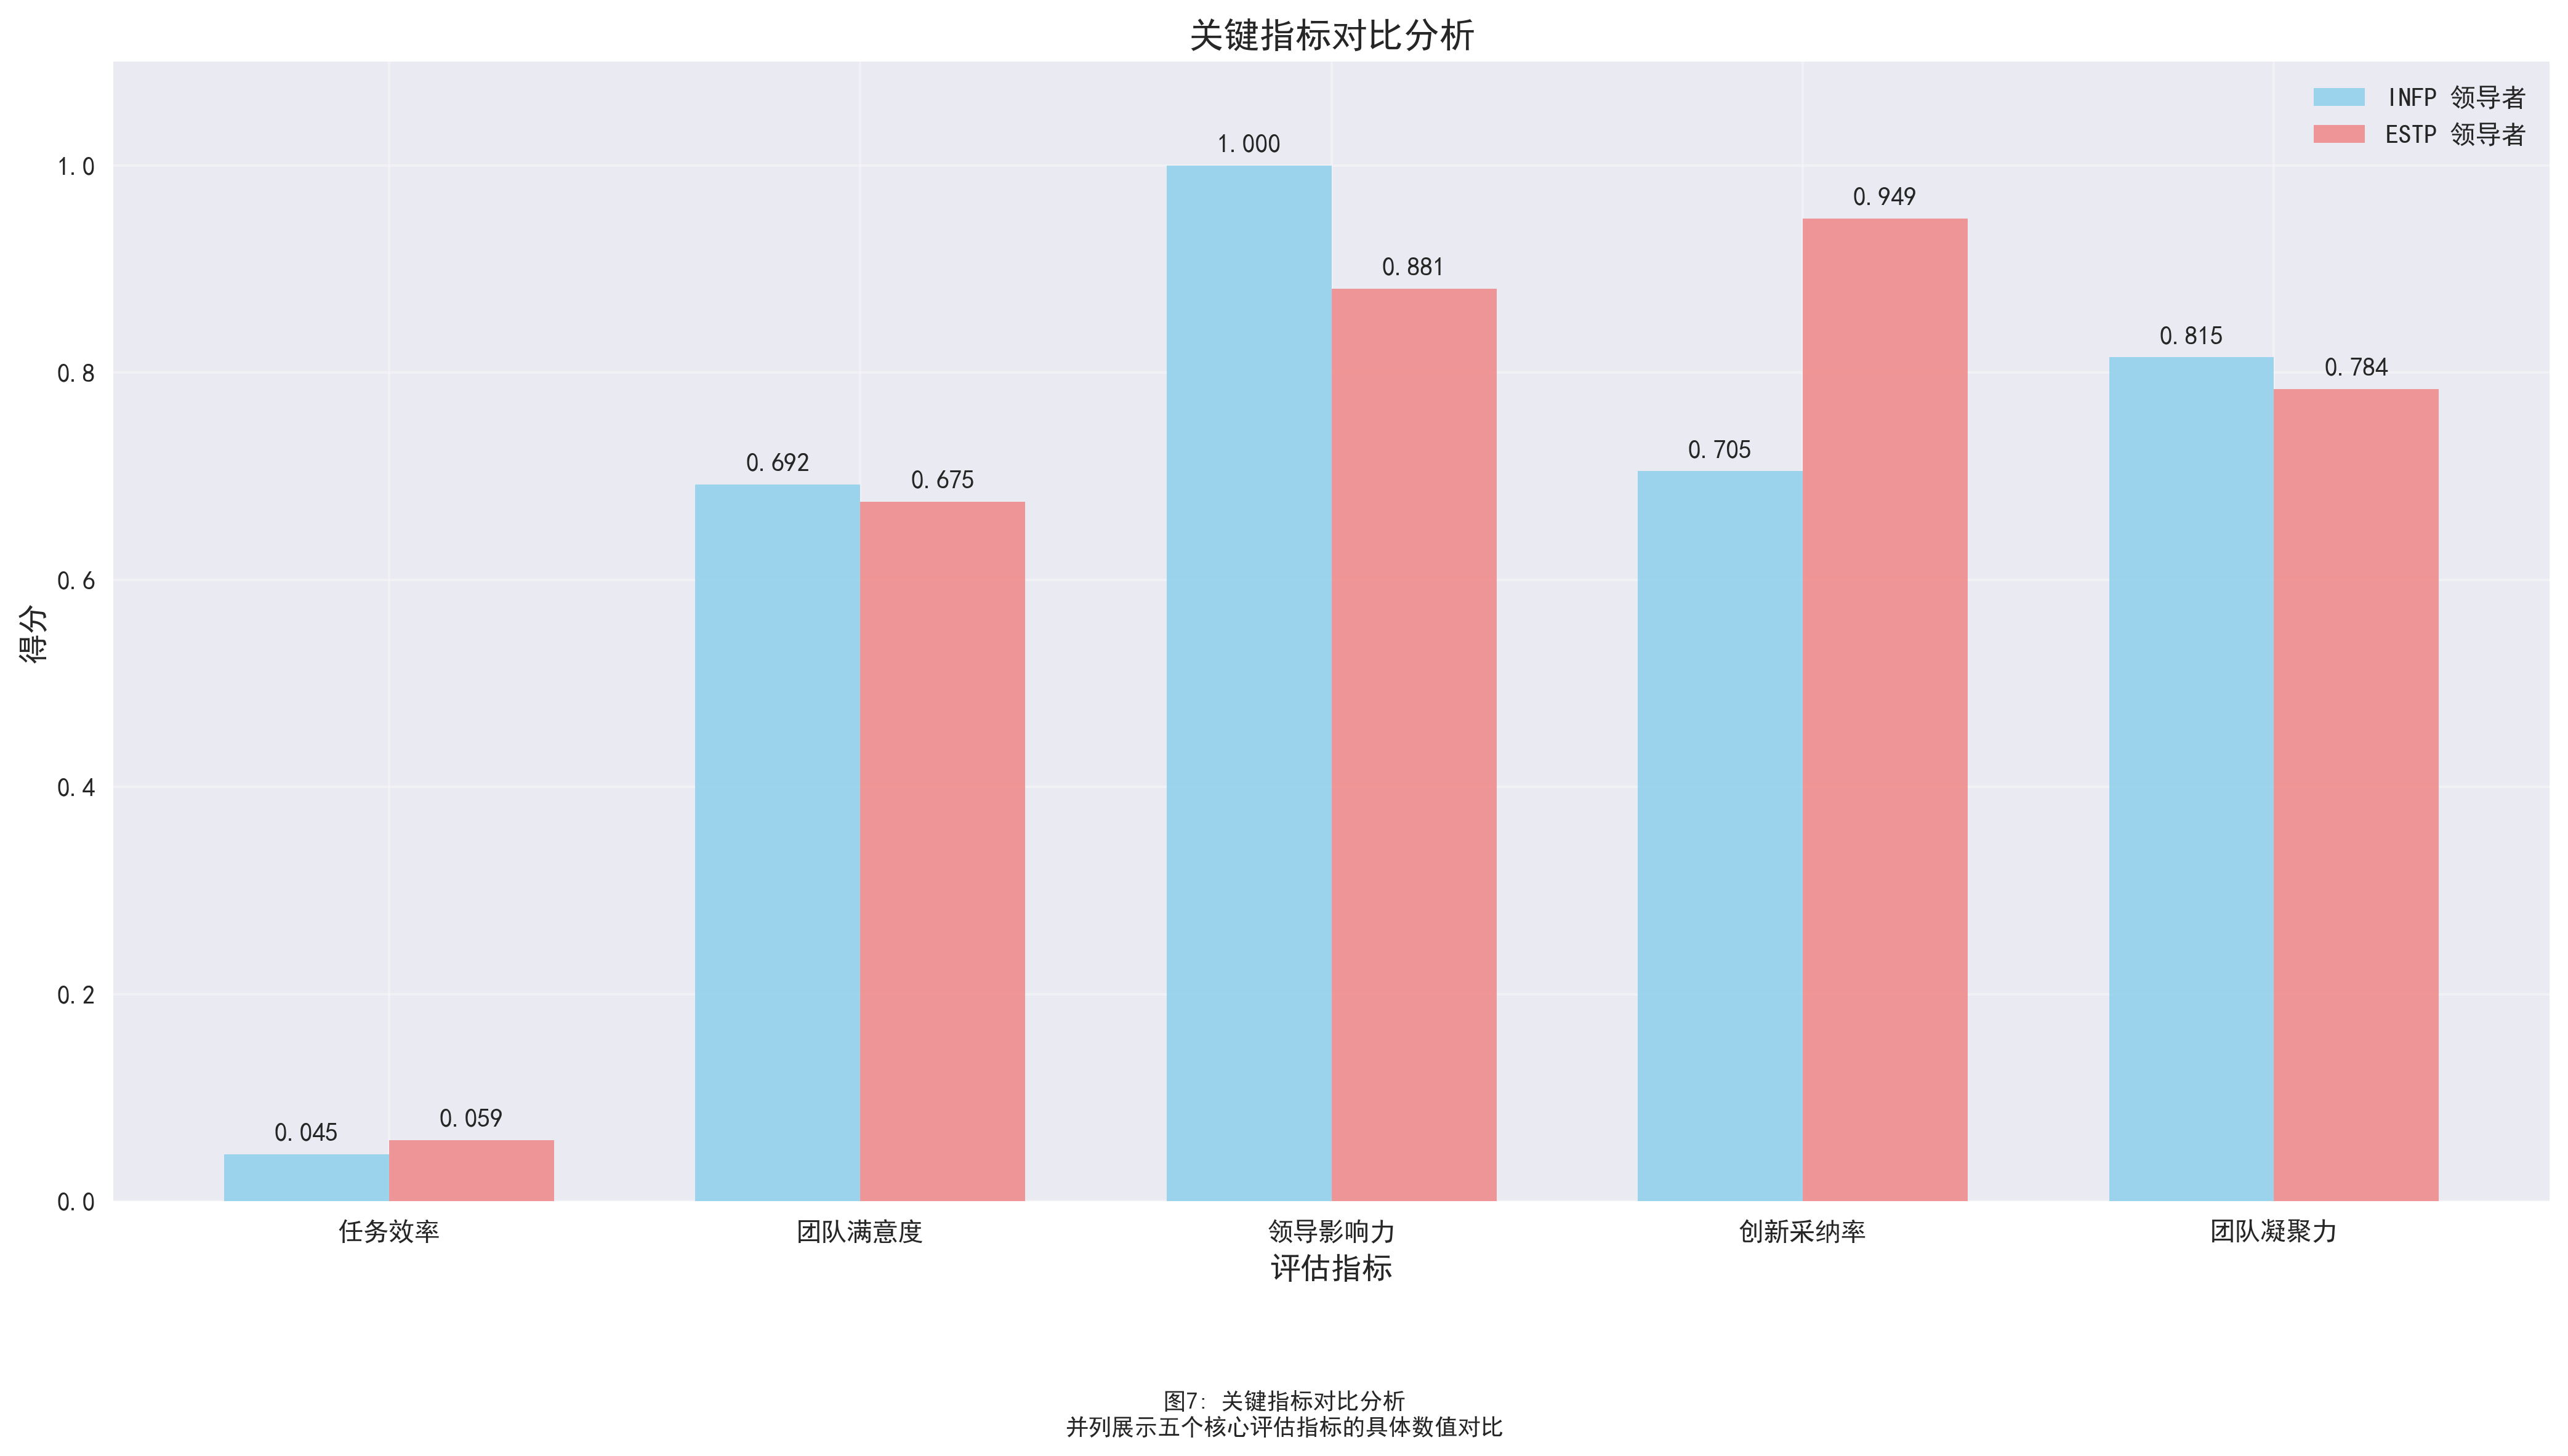 关键指标对比分析
INFP 领导者
ESTP 领导者
得分
1.0
0.8
0.6
0.4
0.2
0.0
0.045
0.059
0.692
0.675
1.000
0.881
0.705
0.949
0.815
0.784
任务效率
团队满意度
领导影响力
创新采纳率
团队凝聚力
评估指标
图7: 关键指标对比分析
并列展示五个核心评估指标的具体数值对比